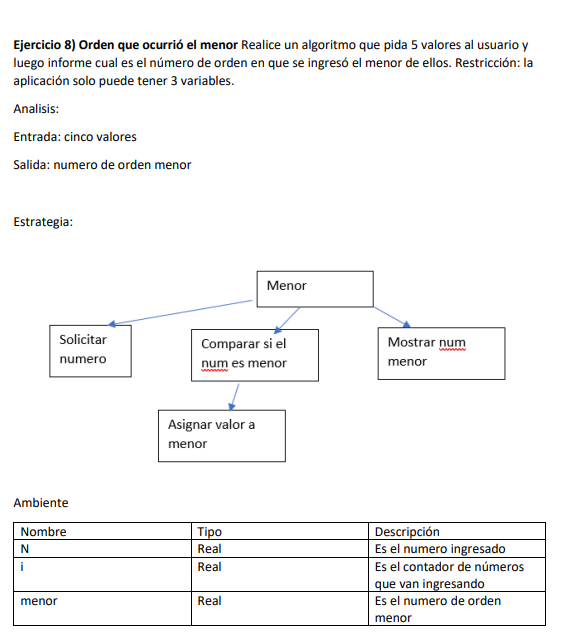 Ejercicio 8) Orden que ocurrió el menor Realice un algoritmo que pida 5 valores al usuario y
luego informe cual es el número de orden en que se ingresó el menor de ellos. Restricción: la
aplicación solo puede tener 3 variables.
Analisis:
Entrada: cinco valores
Salida: numero de orden menor
Estrategia:
Menor
Solicitar
numero
Comparar si el
num es menor
Mostrar num
menor
Asignar valor a
menor
Ambiente
Nombre Tipo Descripción
N Real Es el numero ingresado
i Real Es el contador de números
que van ingresando
menor Real Es el numero de orden
menor